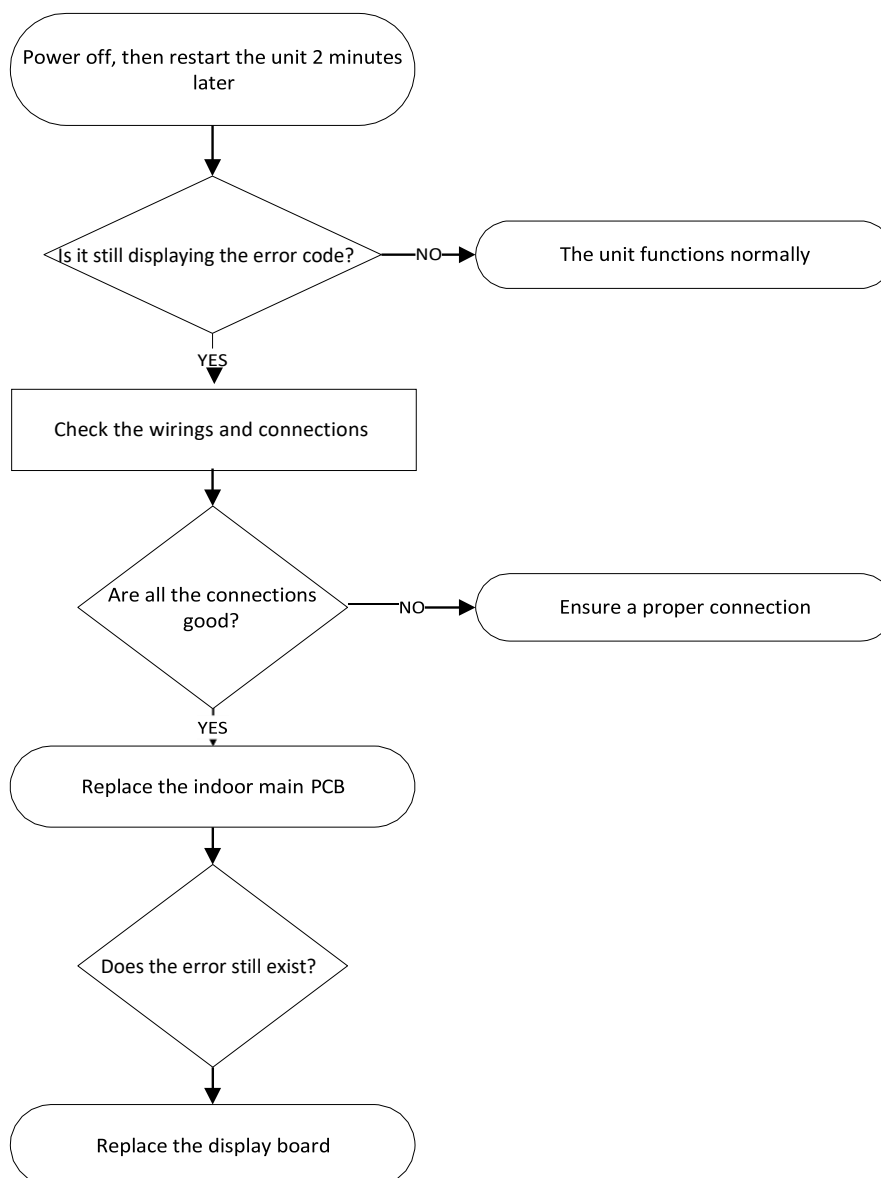 Power off, then restart the unit 2 minutes
later
Is it still displaying the error code?
NO
The unit functions normally
YES
Check the wirings and connections
Are all the connections
good?
NO
Ensure a proper connection
YES
Replace the indoor main PCB
Does the error still exist?
Replace the display board